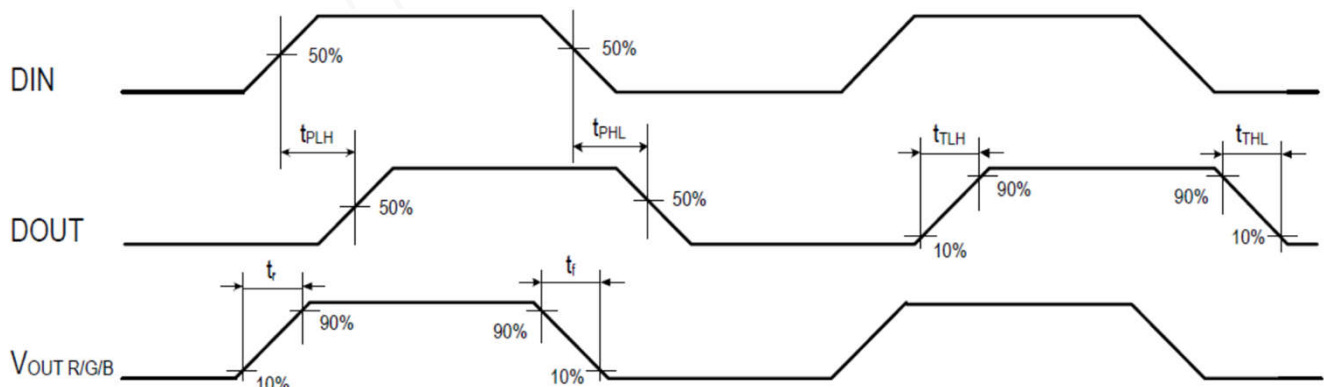 DIN 50% 50%
tPLH tPHL tTLH tTHL
DOUT 50% 50% 90% 90%
10% 10%
tr tf
VOUT R/G/B 90% 90%
10% 10%